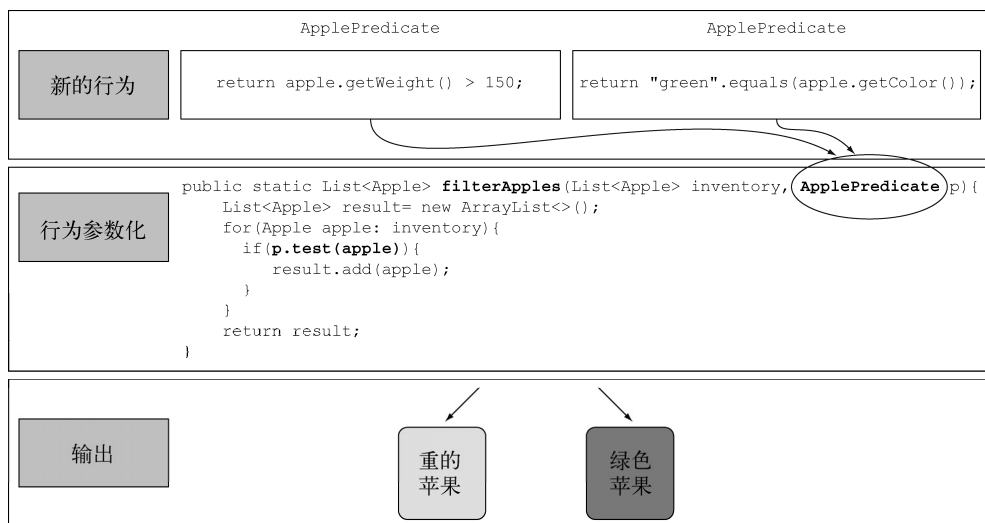 ApplePredicate ApplePredicate
新的行为
return apple.getWeight() > 150;
return "green".equals(apple.getColor());
行为参数化
public static List<Apple> filterApples(List<Apple> inventory, ApplePredicate p){
List<Apple> result= new ArrayList<>();
for(Apple apple: inventory){
if(p.test(apple)){
result.add(apple);
}
}
return result;
}
输出
重的
苹果
绿色
苹果